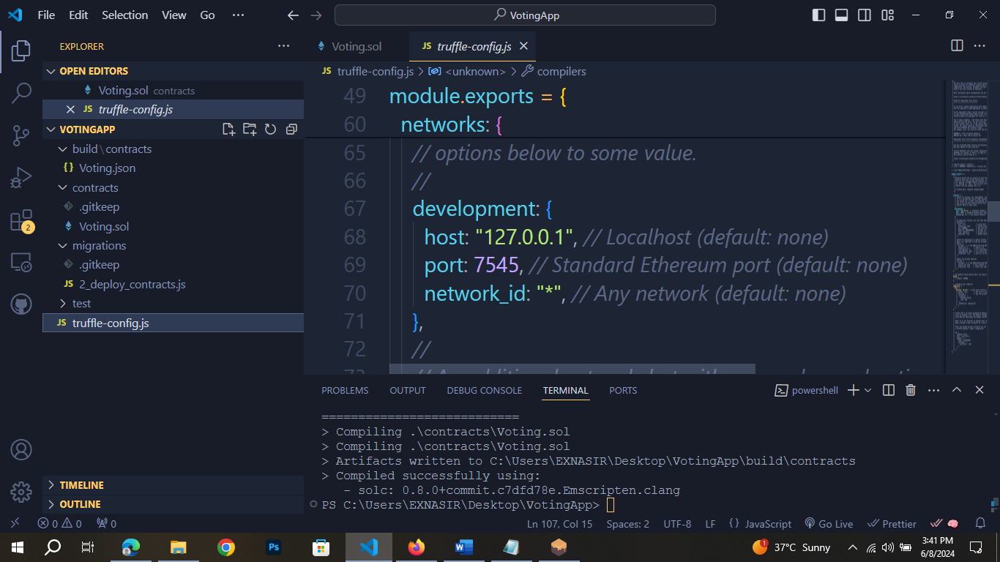 File Edit Selection View Go ··· VotingApp
EXPLORER
OPEN EDITORS
Voting.sol contracts
JS truffle-config.js
VOTINGAPP
build\contracts
{} Voting.json
contracts
.gitkeep
Voting.sol
migrations
.gitkeep
JS 2_deploy_contracts.js
test
JS truffle-config.js
2
TIMELINE
OUTLINE
Voting.sol JS truffle-config.js
JS truffle-config.js > <unknown> > compilers
49 module.exports = {
60 networks: {
65 // options below to some value.
66 //
67 development: {
68 host: "127.0.0.1", // Localhost (default: none)
69 port: 7545, // Standard Ethereum port (default: none)
70 network_id: "*", // Any network (default: none)
71 },
72 //
PROBLEMS OUTPUT DEBUG CONSOLE TERMINAL PORTS powershell
===========================
> Compiling .\contracts\Voting.sol
> Compiling .\contracts\Voting.sol
> Artifacts written to C:\Users\EXNASIR\Desktop\VotingApp\build\contracts
> Compiled successfully using:
- solc: 0.8.0+commit.c7dfd78e.Emscripten.clang
PS C:\Users\EXNASIR\Desktop\VotingApp>
0 0 0 Ln 107, Col 15 Spaces: 2 UTF-8 LF {} JavaScript Go Live Prettier
Ps W 1 37°C Sunny 3:41 PM
6/8/2024